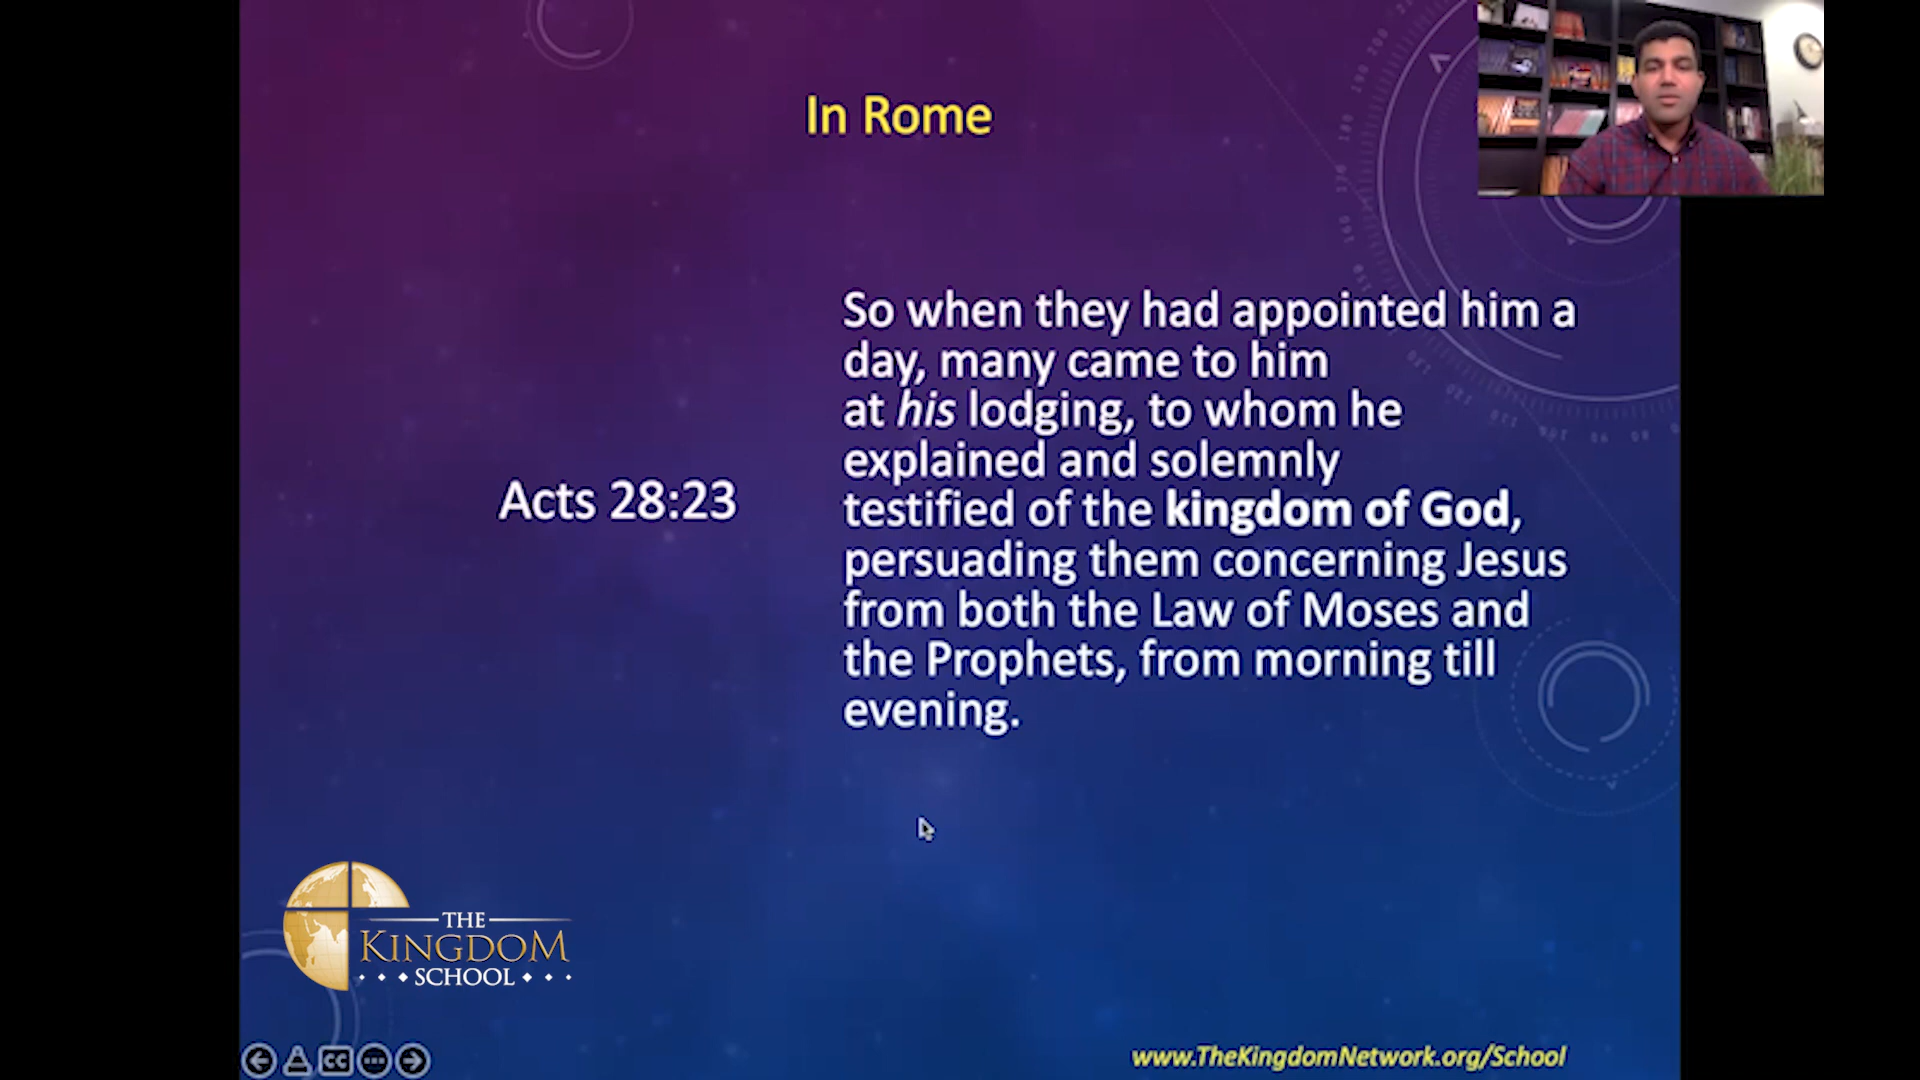 In Rome
So when they had appointed him a
day, many came to him
at his lodging, to whom he
explained and solemnly
testified of the kingdom of God,
persuading them concerning Jesus
from both the Law of Moses and
the Prophets, from morning till
evening.
Acts 28:23
THE
KINGDOM
SCHOOL
CC
www.TheKingdomNetwork.org/School